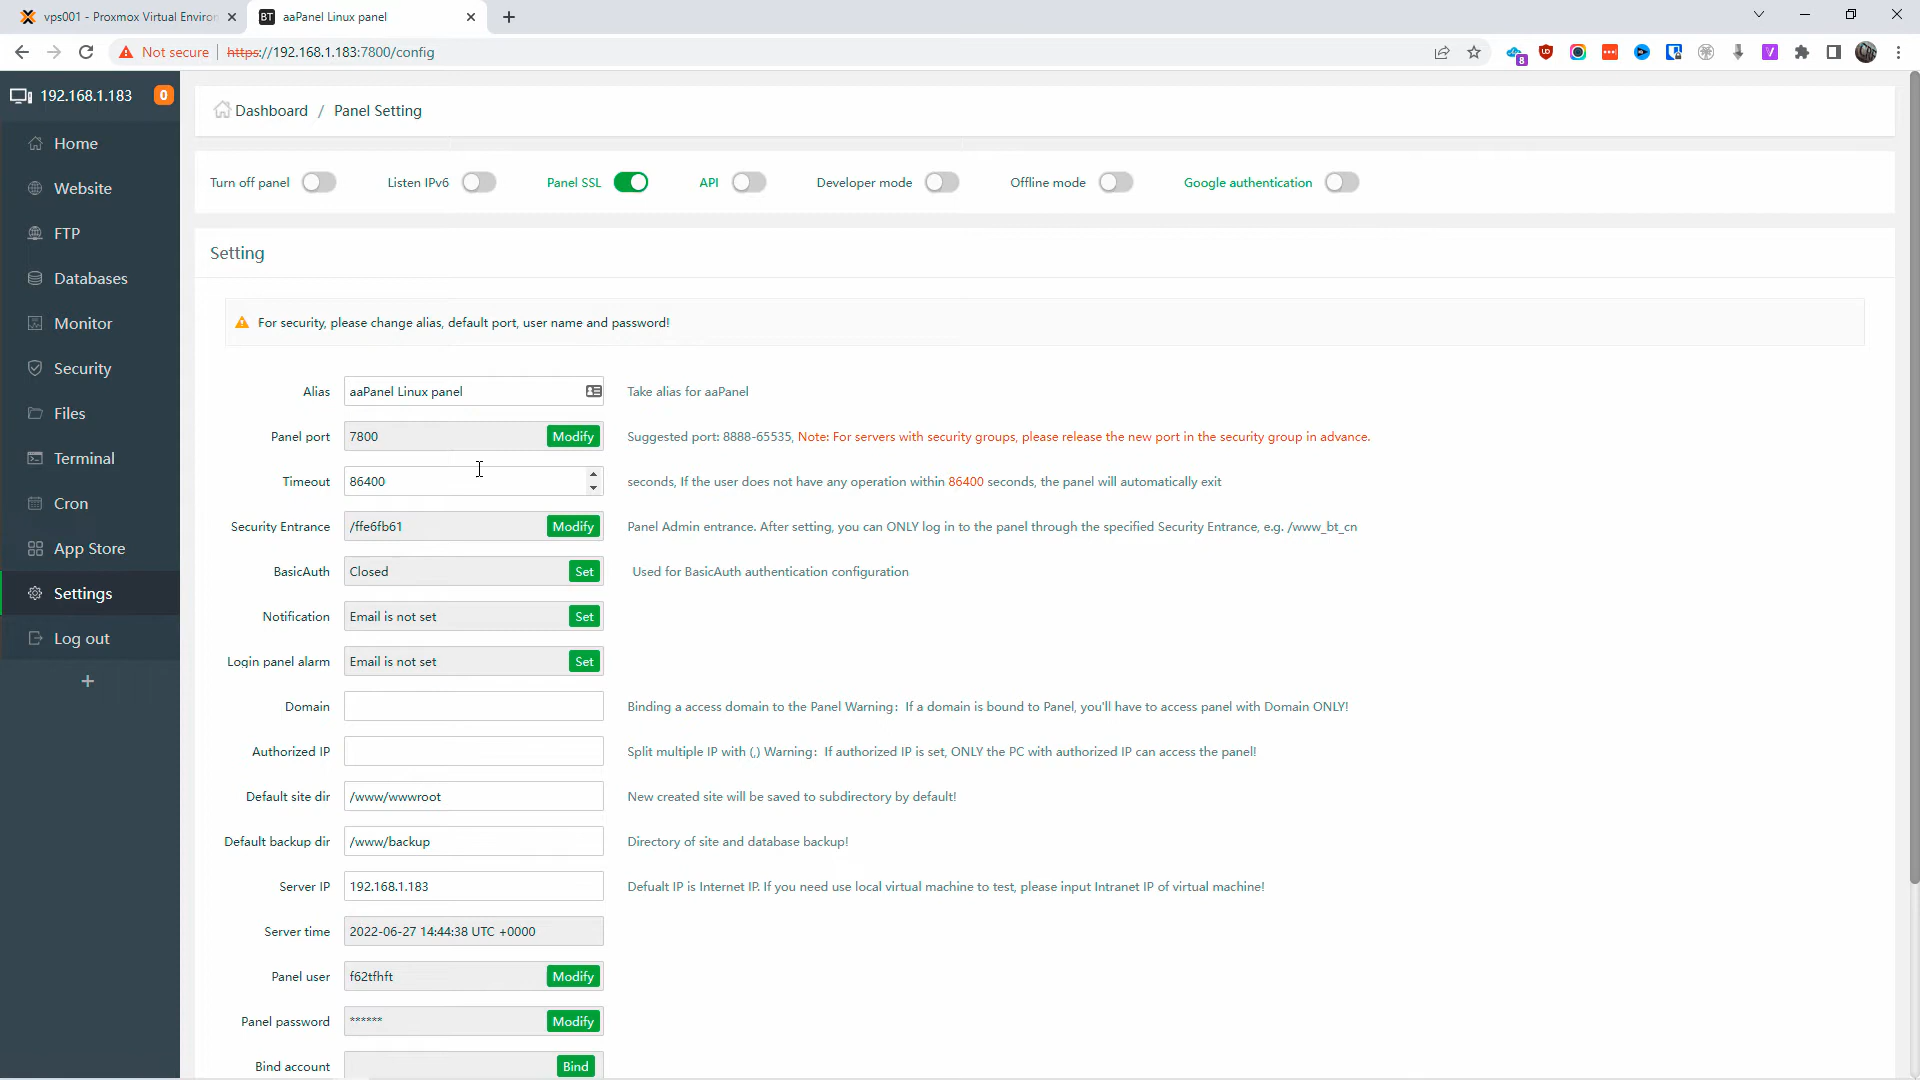 vps001 - Proxmox Virtual Environ
BT aaPanel Linux panel
Not secure https://192.168.1.183:7800/config
8
192.168.1.183 0
Home
Website
FTP
Databases
Monitor
Security
Files
Terminal
Cron
App Store
Settings
Log out
Dashboard / Panel Setting
Turn off panel Listen IPv6 Panel SSL API Developer mode Offline mode Google authentication
Setting
For security, please change alias, default port, user name and password!
Alias aaPanel Linux panel Take alias for aaPanel
Panel port 7800 Modify Suggested port: 8888-65535, Note: For servers with security groups, please release the new port in the security group in advance.
Timeout 86400 seconds, If the user does not have any operation within 86400 seconds, the panel will automatically exit
Security Entrance /ffe6fb61 Modify Panel Admin entrance. After setting, you can ONLY log in to the panel through the specified Security Entrance, e.g. /www_bt_cn
BasicAuth Closed Set Used for BasicAuth authentication configuration
Notification Email is not set Set
Login panel alarm Email is not set Set
Domain Binding a access domain to the Panel Warning：If a domain is bound to Panel, you'll have to access panel with Domain ONLY!
Authorized IP Split multiple IP with (,) Warning：If authorized IP is set, ONLY the PC with authorized IP can access the panel!
Default site dir /www/wwwroot New created site will be saved to subdirectory by default!
Default backup dir /www/backup Directory of site and database backup!
Server IP 192.168.1.183 Defualt IP is Internet IP. If you need use local virtual machine to test, please input Intranet IP of virtual machine!
Server time 2022-06-27 14:44:38 UTC +0000
Panel user f62tfhft Modify
Panel password ****** Modify
Bind account Bind